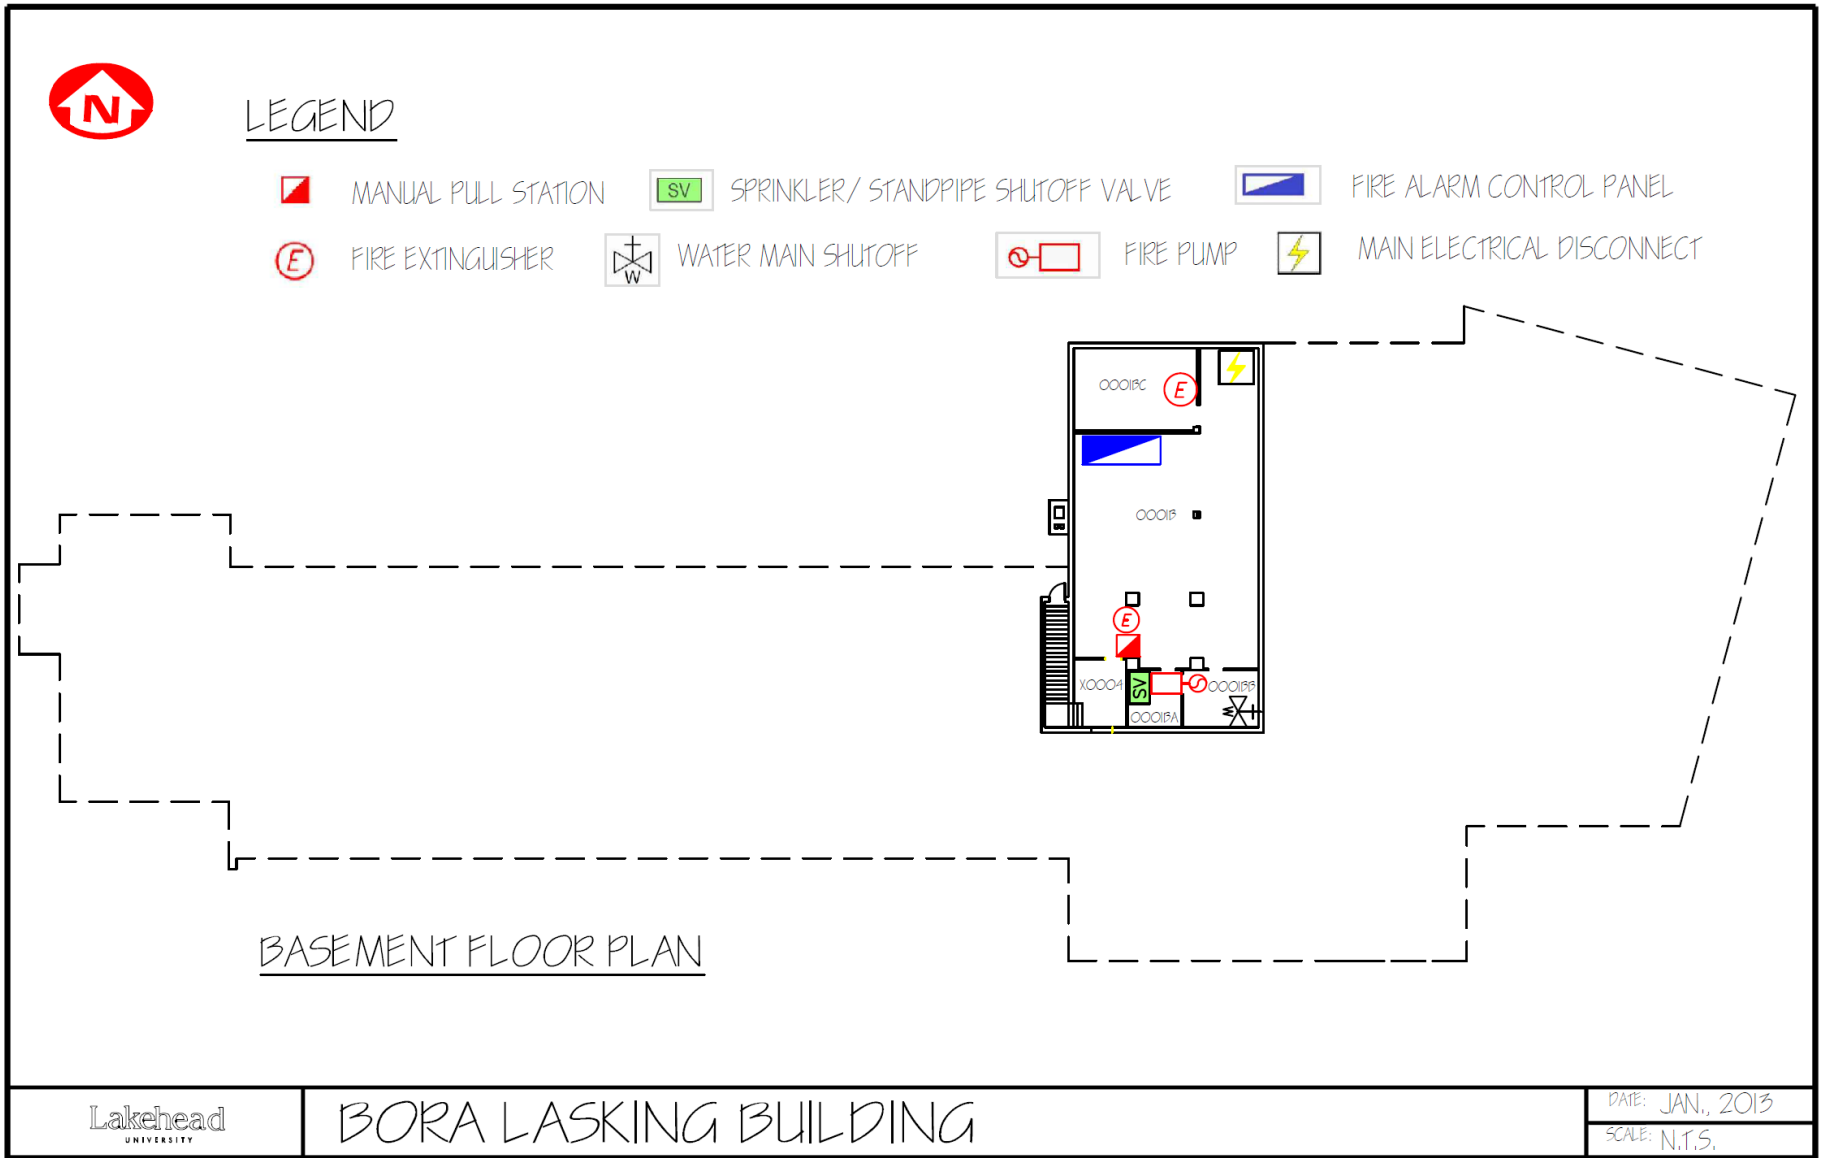 N
LEGEND
MANUAL PULL STATION
SV
SPRINKLER/ STANDPIPE SHUTOFF VALVE
FIRE ALARM CONTROL PANEL
E
FIRE EXTINGUISHER
W
WATER MAIN SHUTOFF
FIRE PUMP
MAIN ELECTRICAL DISCONNECT
0001BC
E
0001B
E
X0004
SV
0001BB
W
0001BA
BASEMENT FLOOR PLAN
Lakehead
UNIVERSITY
BORA LASKING BUILDING
DATE: JAN., 2013
SCALE: N.T.S.